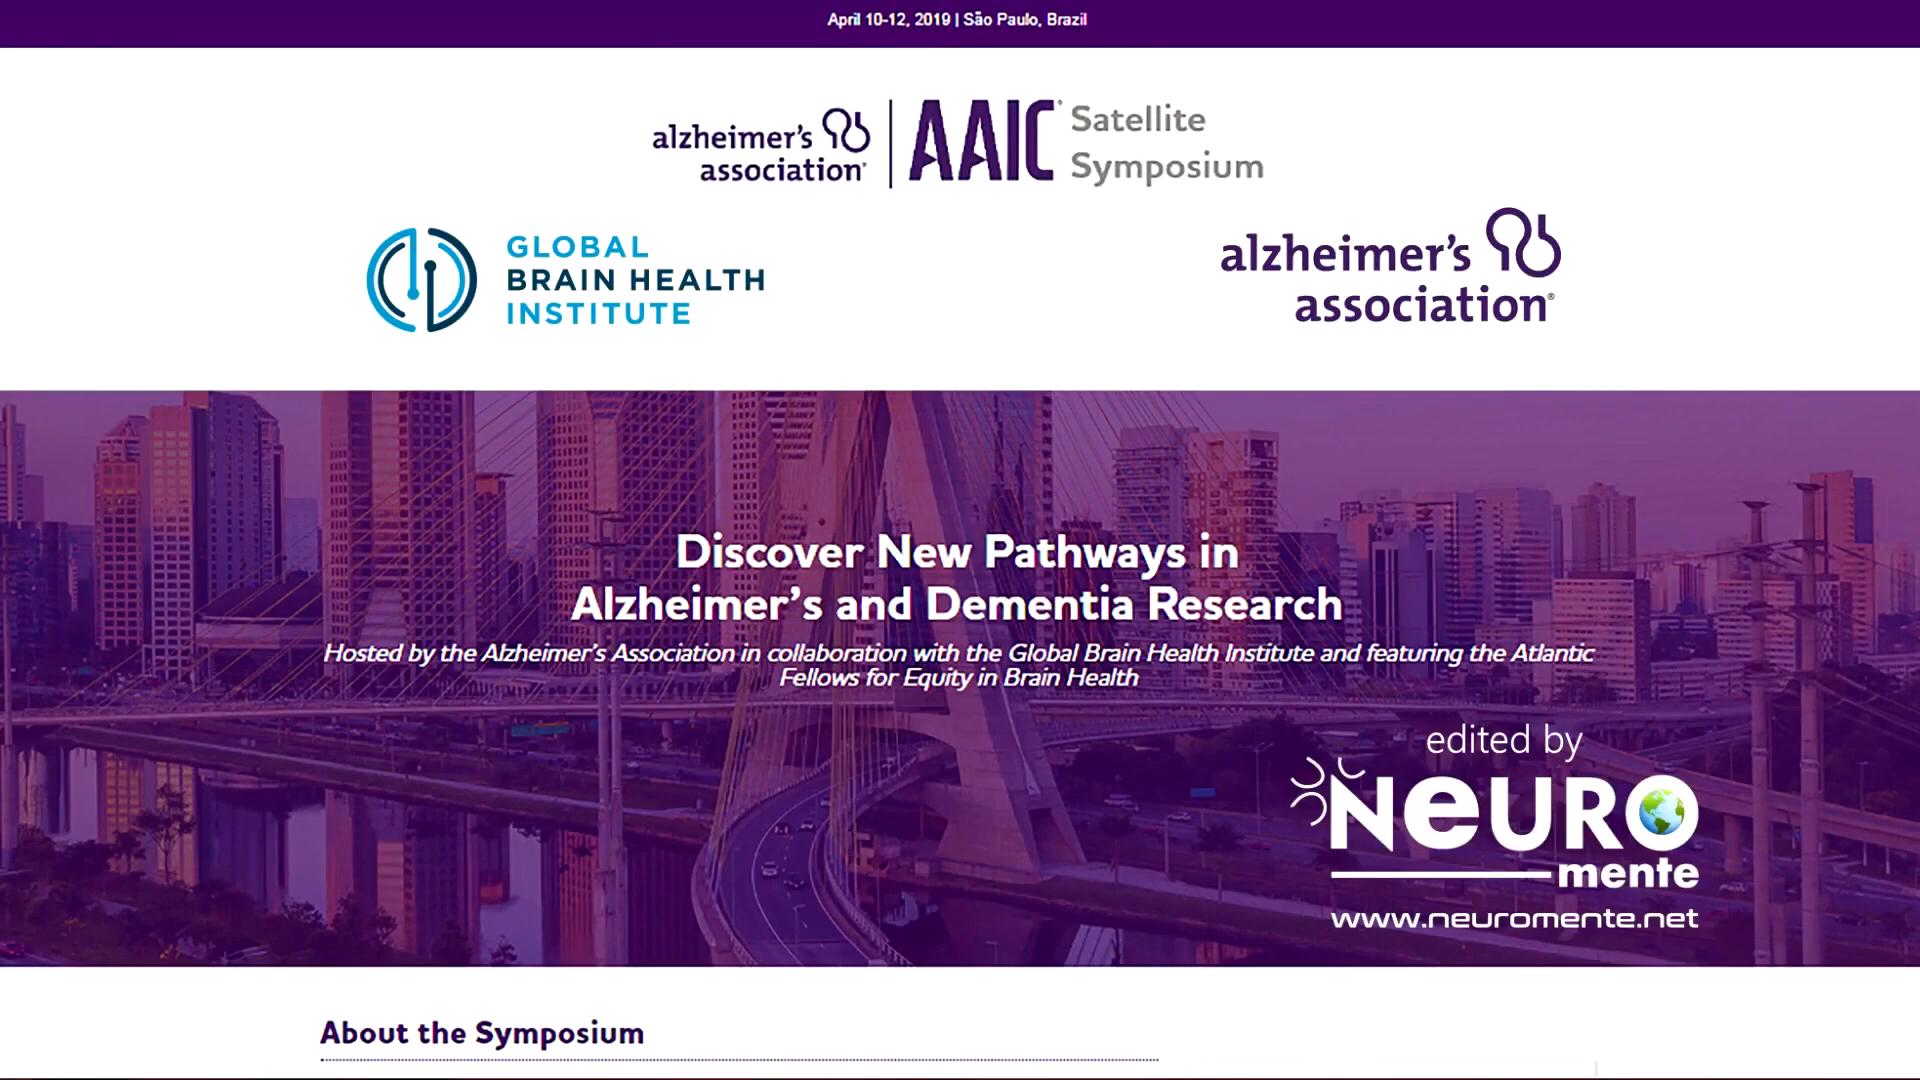 April 10-12, 2019 | São Paulo, Brazil
alzheimer's
association®
AAIC® Satellite
Symposium
GLOBAL
BRAIN HEALTH
INSTITUTE
alzheimer's
association®
Discover New Pathways in
Alzheimer's and Dementia Research
Hosted by the Alzheimer's Association in collaboration with the Global Brain Health Institute and featuring the Atlantic
Fellows for Equity in Brain Health
edited by
NeURO
mente
www.neuromente.net
About the Symposium